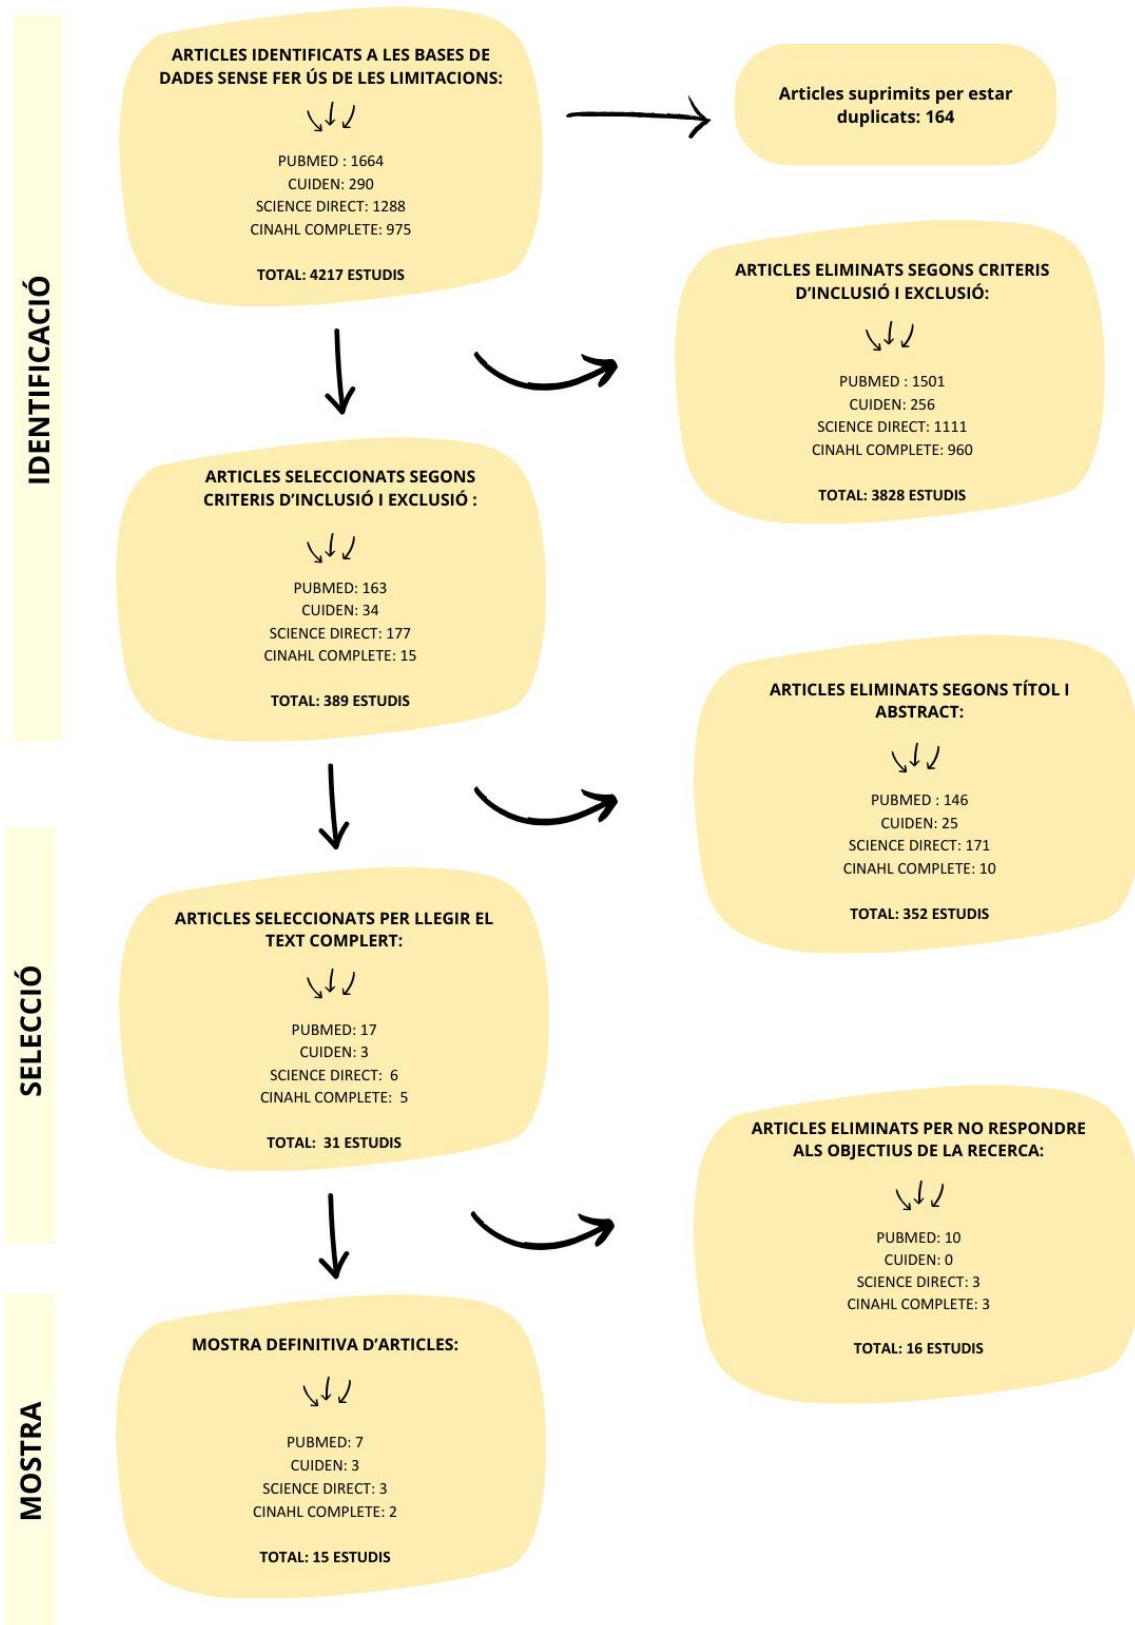 IDENTIFICACIÓ
ARTICLES IDENTIFICATS A LES BASES DE
DADES SENSE FER ÚS DE LES LIMITACIONS:
PUBMED : 1664
CUIDEN: 290
SCIENCE DIRECT: 1288
CINAHL COMPLETE: 975
TOTAL: 4217 ESTUDIS
Articles suprimits per estar
duplicats: 164
ARTICLES ELIMINATS SEGONS CRITERIS
D'INCLUSIÓ I EXCLUSIÓ:
PUBMED : 1501
CUIDEN: 256
SCIENCE DIRECT: 1111
CINAHL COMPLETE: 960
TOTAL: 3828 ESTUDIS
ARTICLES SELECCIONATS SEGONS
CRITERIS D'INCLUSIÓ I EXCLUSIÓ :
PUBMED: 163
CUIDEN: 34
SCIENCE DIRECT: 177
CINAHL COMPLETE: 15
TOTAL: 389 ESTUDIS
ARTICLES ELIMINATS SEGONS TÍTOL I
ABSTRACT:
PUBMED : 146
CUIDEN: 25
SCIENCE DIRECT: 171
CINAHL COMPLETE: 10
TOTAL: 352 ESTUDIS
SELECCIÓ
ARTICLES SELECCIONATS PER LLEGIR EL
TEXT COMPLERT:
PUBMED: 17
CUIDEN: 3
SCIENCE DIRECT: 6
CINAHL COMPLETE: 5
TOTAL: 31 ESTUDIS
ARTICLES ELIMINATS PER NO RESPONDRE
ALS OBJECTIUS DE LA RECERCA:
PUBMED: 10
CUIDEN: 0
SCIENCE DIRECT: 3
CINAHL COMPLETE: 3
TOTAL: 16 ESTUDIS
MOSTRA
MOSTRA DEFINITIVA D'ARTICLES:
PUBMED: 7
CUIDEN: 3
SCIENCE DIRECT: 3
CINAHL COMPLETE: 2
TOTAL: 15 ESTUDIS